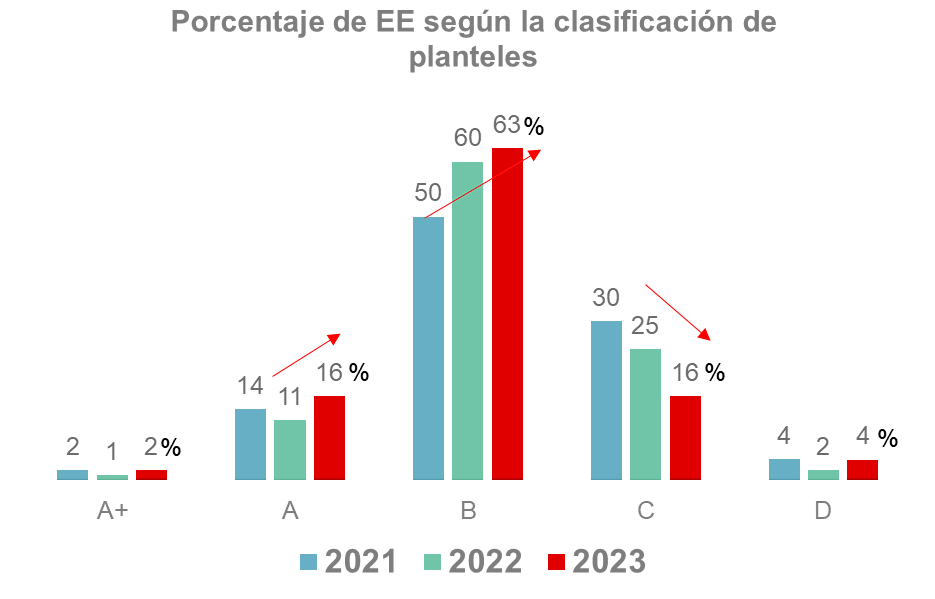 Porcentaje de EE según la clasificación de
planteles
2 1 2%
14 11 16 %
50 60 63%
30 25 16 %
4 2 4 %
A+ A B C D
2021 2022 2023